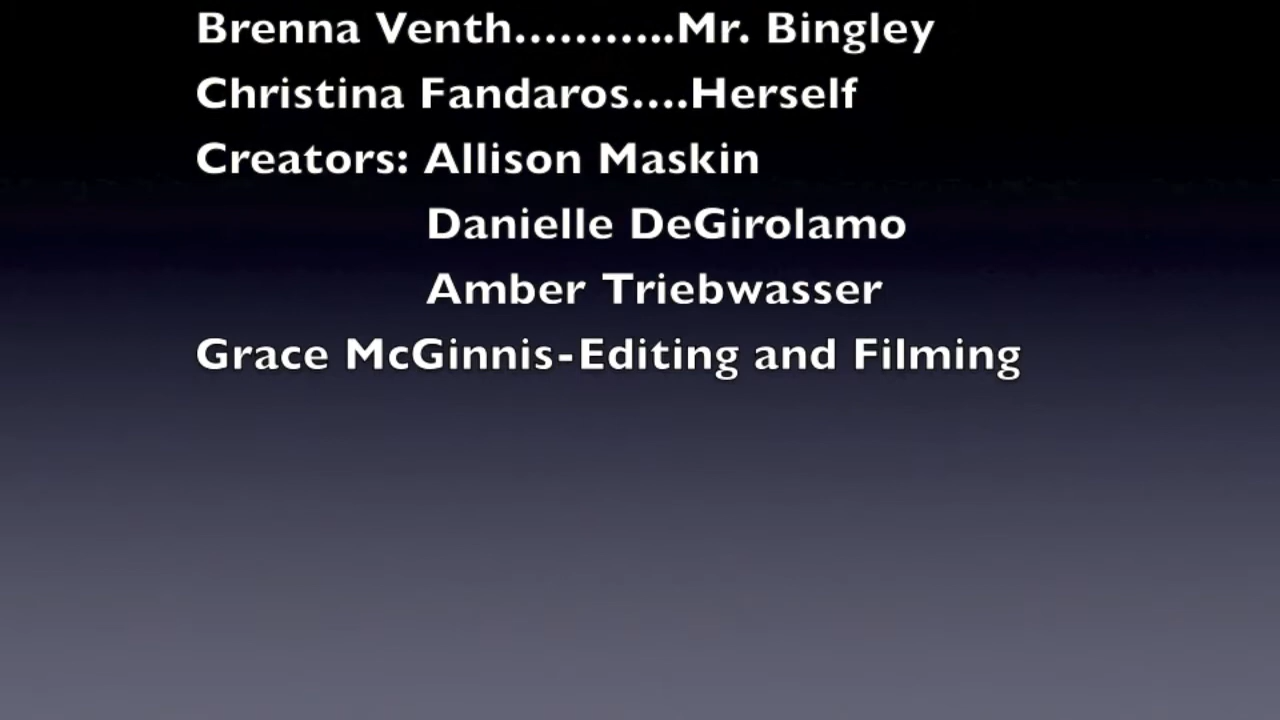 Brenna Venth………..Mr. Bingley
Christina Fandaros….Herself
Creators: Allison Maskin
Danielle DeGirolamo
Amber Triebwasser
Grace McGinnis-Editing and Filming